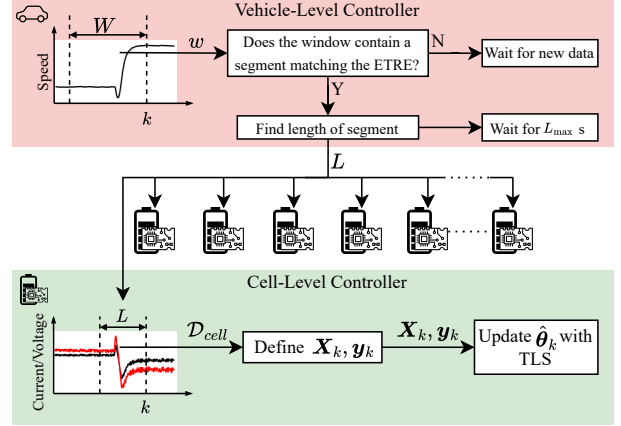 Vehicle-Level Controller
W
Speed
k
w
Does the window contain a
segment matching the ETRE?
N
Wait for new data
Y
Find length of segment
Wait for L_max s
L
Cell-Level Controller
L
Current/Voltage
k
𝒟_cell
Define X_k, y_k
X_k, y_k
Update θ̂_k with
TLS